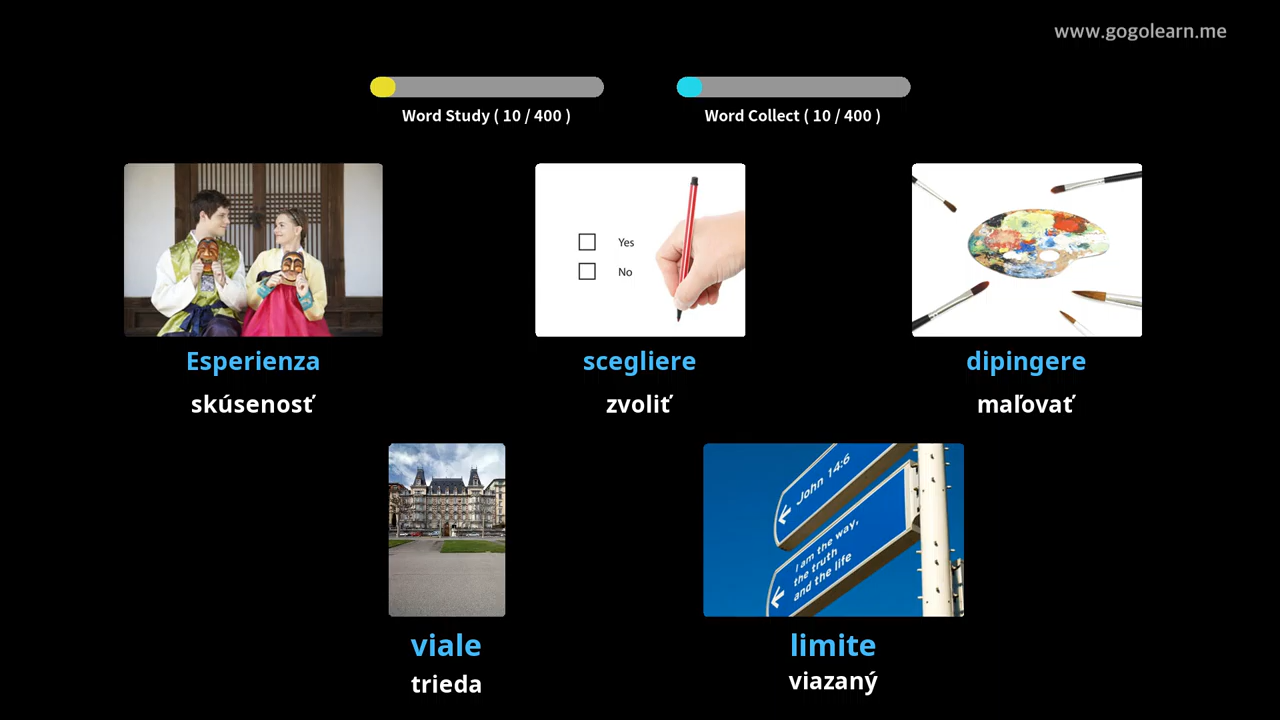 www.gogolearn.me
Word Study ( 10 / 400 )
Word Collect ( 10 / 400 )
Yes
No
Esperienza
scegliere
dipingere
skúsenosť
zvoliť
maľovať
John 14:6
I am the way,
the truth
and the life
viale
limite
trieda
viazaný